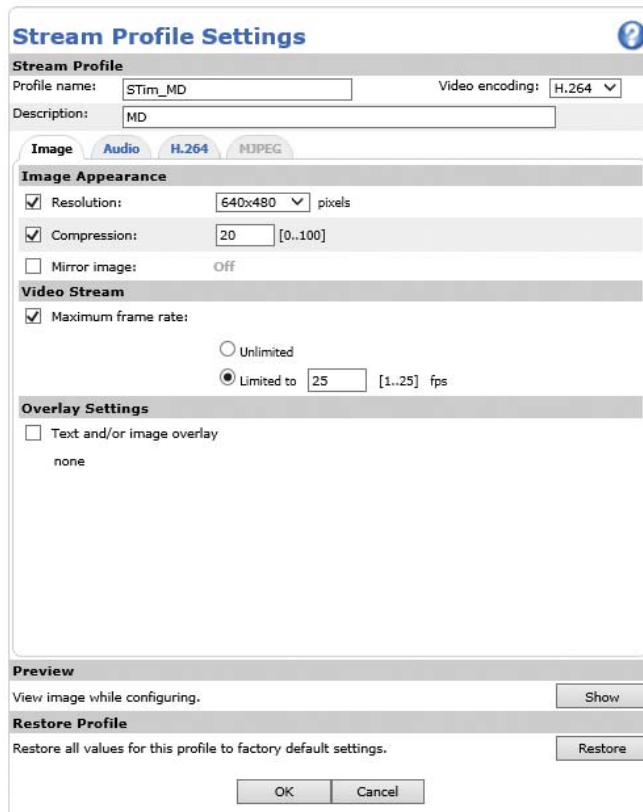 Stream Profile Settings ?
Stream Profile
Profile name: STim_MD Video encoding: H.264
Description: MD
Image Audio H.264 MJPEG
Image Appearance
Resolution: 640x480 pixels
Compression: 20 [0..100]
Mirror image: Off
Video Stream
Maximum frame rate:
Unlimited
Limited to 25 [1..25] fps
Overlay Settings
Text and/or image overlay
none
Preview
View image while configuring. Show
Restore Profile
Restore all values for this profile to factory default settings. Restore
OK Cancel